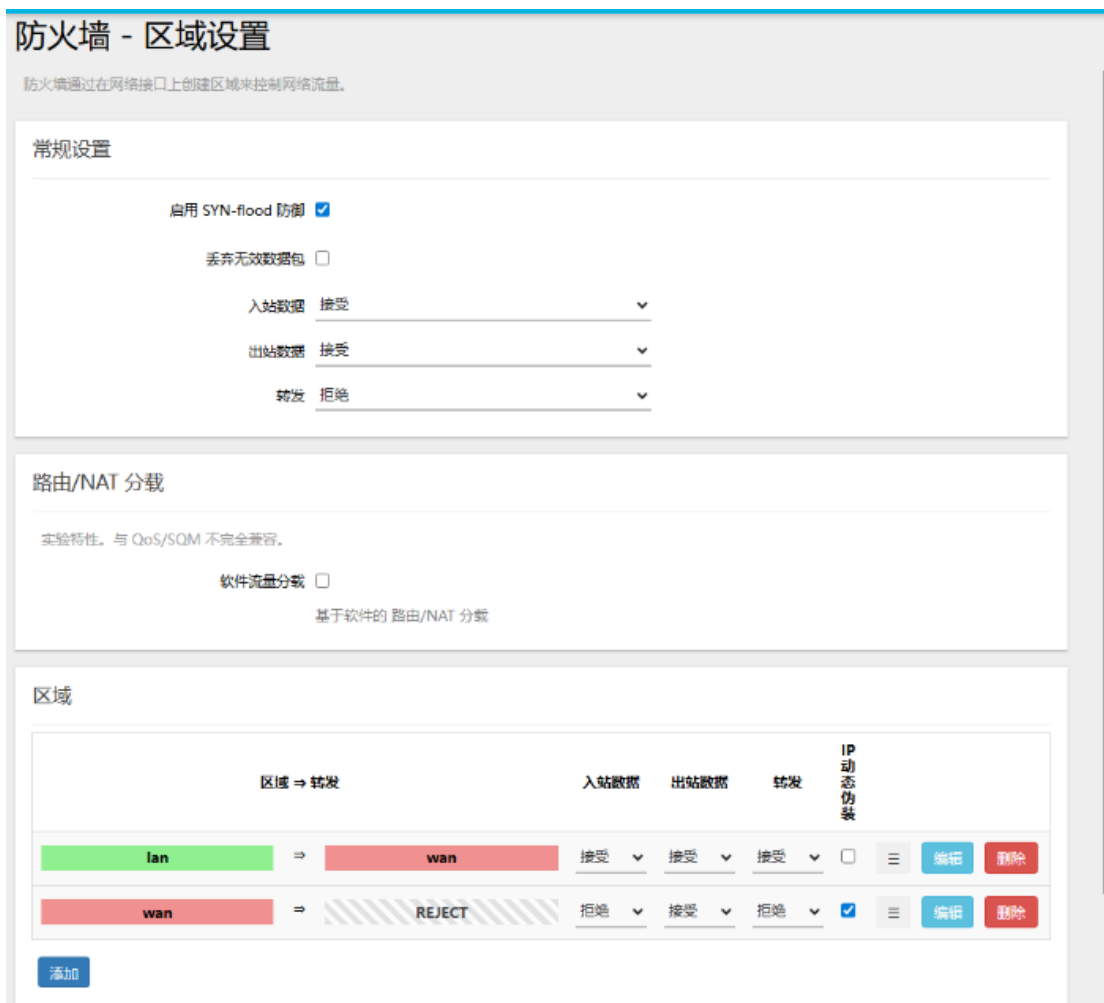 防火墙 - 区域设置
防火墙通过在网络接口上创建区域来控制网络流量。
常规设置
启用 SYN-flood 防御
丢弃无效数据包
入站数据 接受
出站数据 接受
转发 拒绝
路由/NAT 分载
实验特性。与 QoS/SQM 不完全兼容。
软件流量分载
基于软件的 路由/NAT 分载
区域
区域 ⇒ 转发 入站数据 出站数据 转发 IP动态伪装
lan ⇒ wan 接受 接受 接受 编辑 删除
wan ⇒ REJECT 拒绝 接受 拒绝 编辑 删除
添加